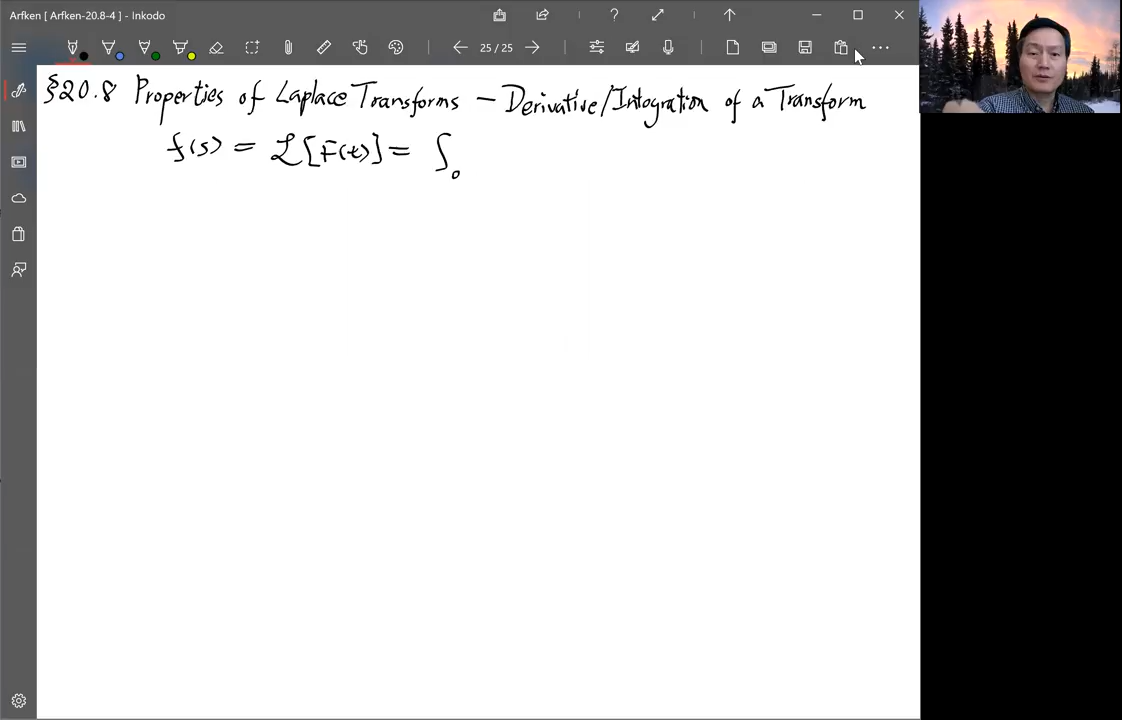 Arfken [ Arfken-20.8-4 ] - Inkodo
25 / 25
§20.8 Properties of Laplace Transforms – Derivative/Integration of a Transform
f(s) = ℒ[F(t)] = ∫₀